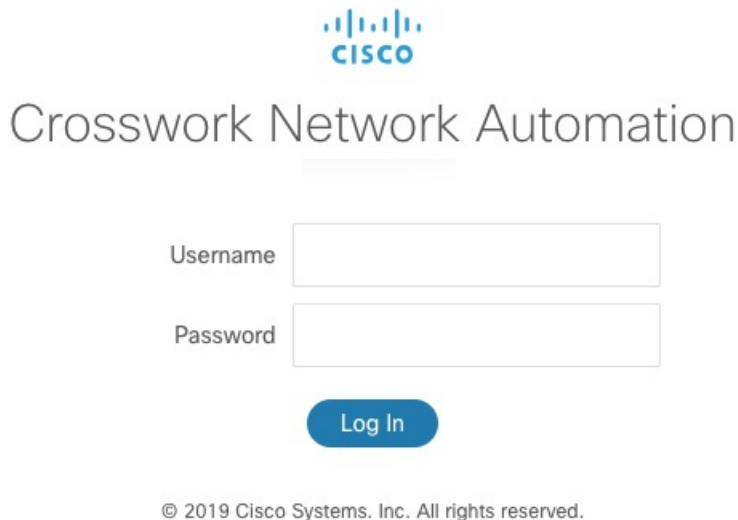 CISCO
Crosswork Network Automation
Username
Password
Log In
© 2019 Cisco Systems. Inc. All rights reserved.